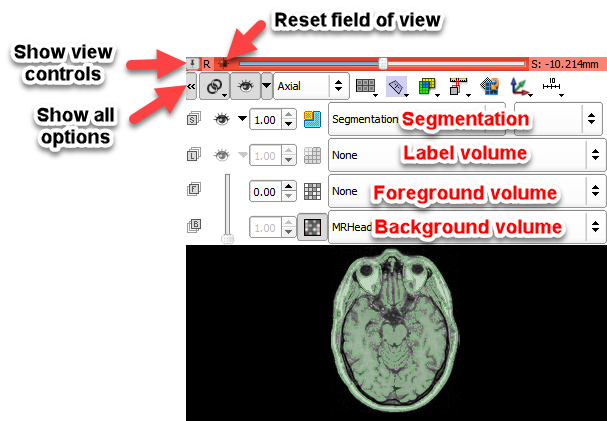 Reset field of view
Show view
controls
R
S: -10.214mm
Axial
10
Show all
options
S
1.00
Segmentation
Segmentation
L
1.00
None
Label volume
F
0.00
None
Foreground volume
B
1.00
MRHead
Background volume